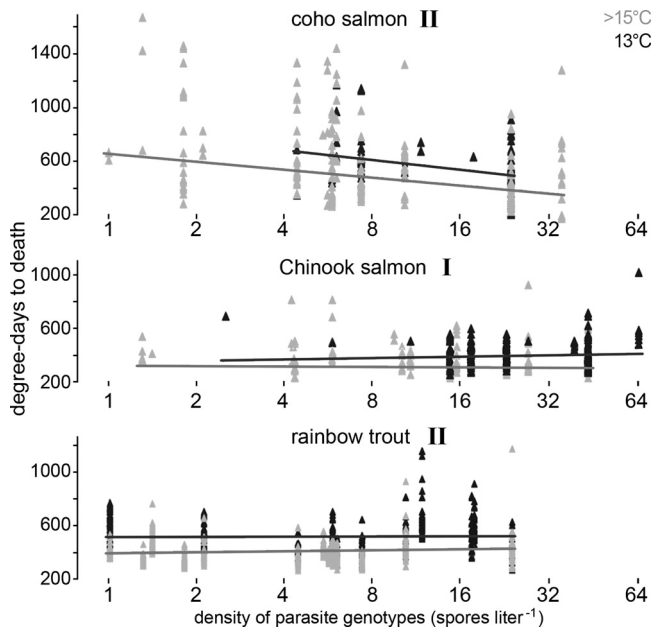 coho salmon II
>15°C
13°C
1400
1000
600
200
1 2 4 8 16 32 64
Chinook salmon I
1000
600
200
1 2 4 8 16 32 64
rainbow trout II
1000
600
200
1 2 4 8 16 32 64
degree-days to death
density of parasite genotypes (spores liter-1)